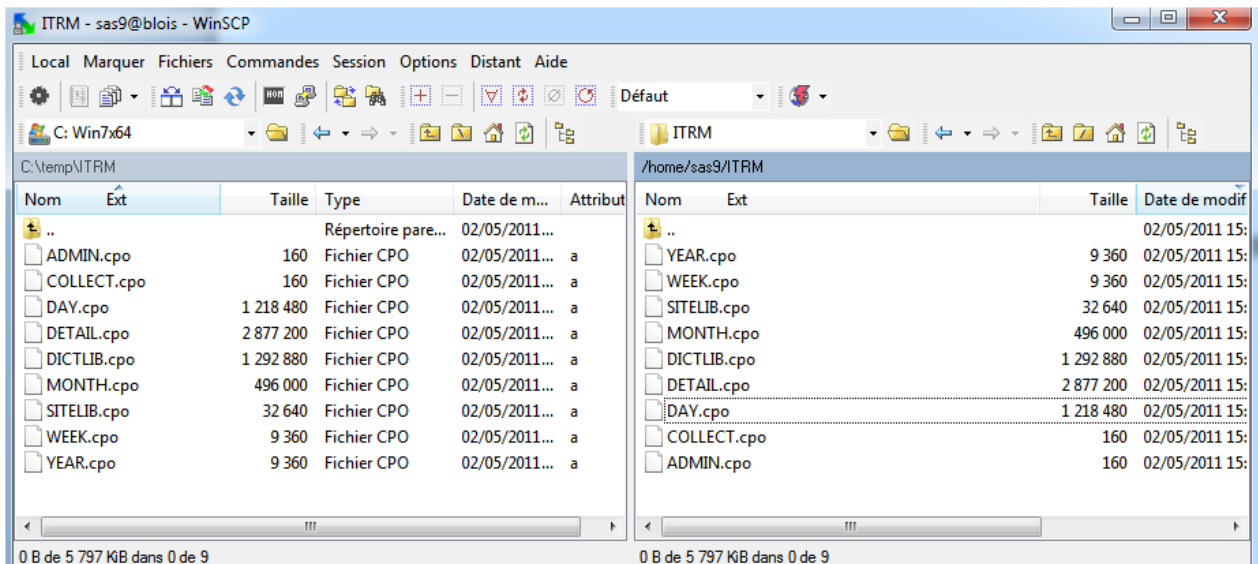 ITRM - sas9@blois - WinSCP
Local Marquer Fichiers Commandes Session Options Distant Aide
Défaut
C: Win7x64
ITRM
C:\temp\ITRM
/home/sas9/ITRM
Nom Ext Taille Type Date de m... Attribut Nom Ext Taille Date de modif
.. Répertoire pare... 02/05/2011... .. 02/05/2011 15:
ADMIN.cpo 160 Fichier CPO 02/05/2011... a YEAR.cpo 9 360 02/05/2011 15:
COLLECT.cpo 160 Fichier CPO 02/05/2011... a WEEK.cpo 9 360 02/05/2011 15:
DAY.cpo 1 218 480 Fichier CPO 02/05/2011... a SITELIB.cpo 32 640 02/05/2011 15:
DETAIL.cpo 2 877 200 Fichier CPO 02/05/2011... a MONTH.cpo 496 000 02/05/2011 15:
DICTLIB.cpo 1 292 880 Fichier CPO 02/05/2011... a DICTLIB.cpo 1 292 880 02/05/2011 15:
MONTH.cpo 496 000 Fichier CPO 02/05/2011... a DETAIL.cpo 2 877 200 02/05/2011 15:
SITELIB.cpo 32 640 Fichier CPO 02/05/2011... a DAY.cpo 1 218 480 02/05/2011 15:
WEEK.cpo 9 360 Fichier CPO 02/05/2011... a COLLECT.cpo 160 02/05/2011 15:
YEAR.cpo 9 360 Fichier CPO 02/05/2011... a ADMIN.cpo 160 02/05/2011 15:
0 B de 5 797 KiB dans 0 de 9 0 B de 5 797 KiB dans 0 de 9